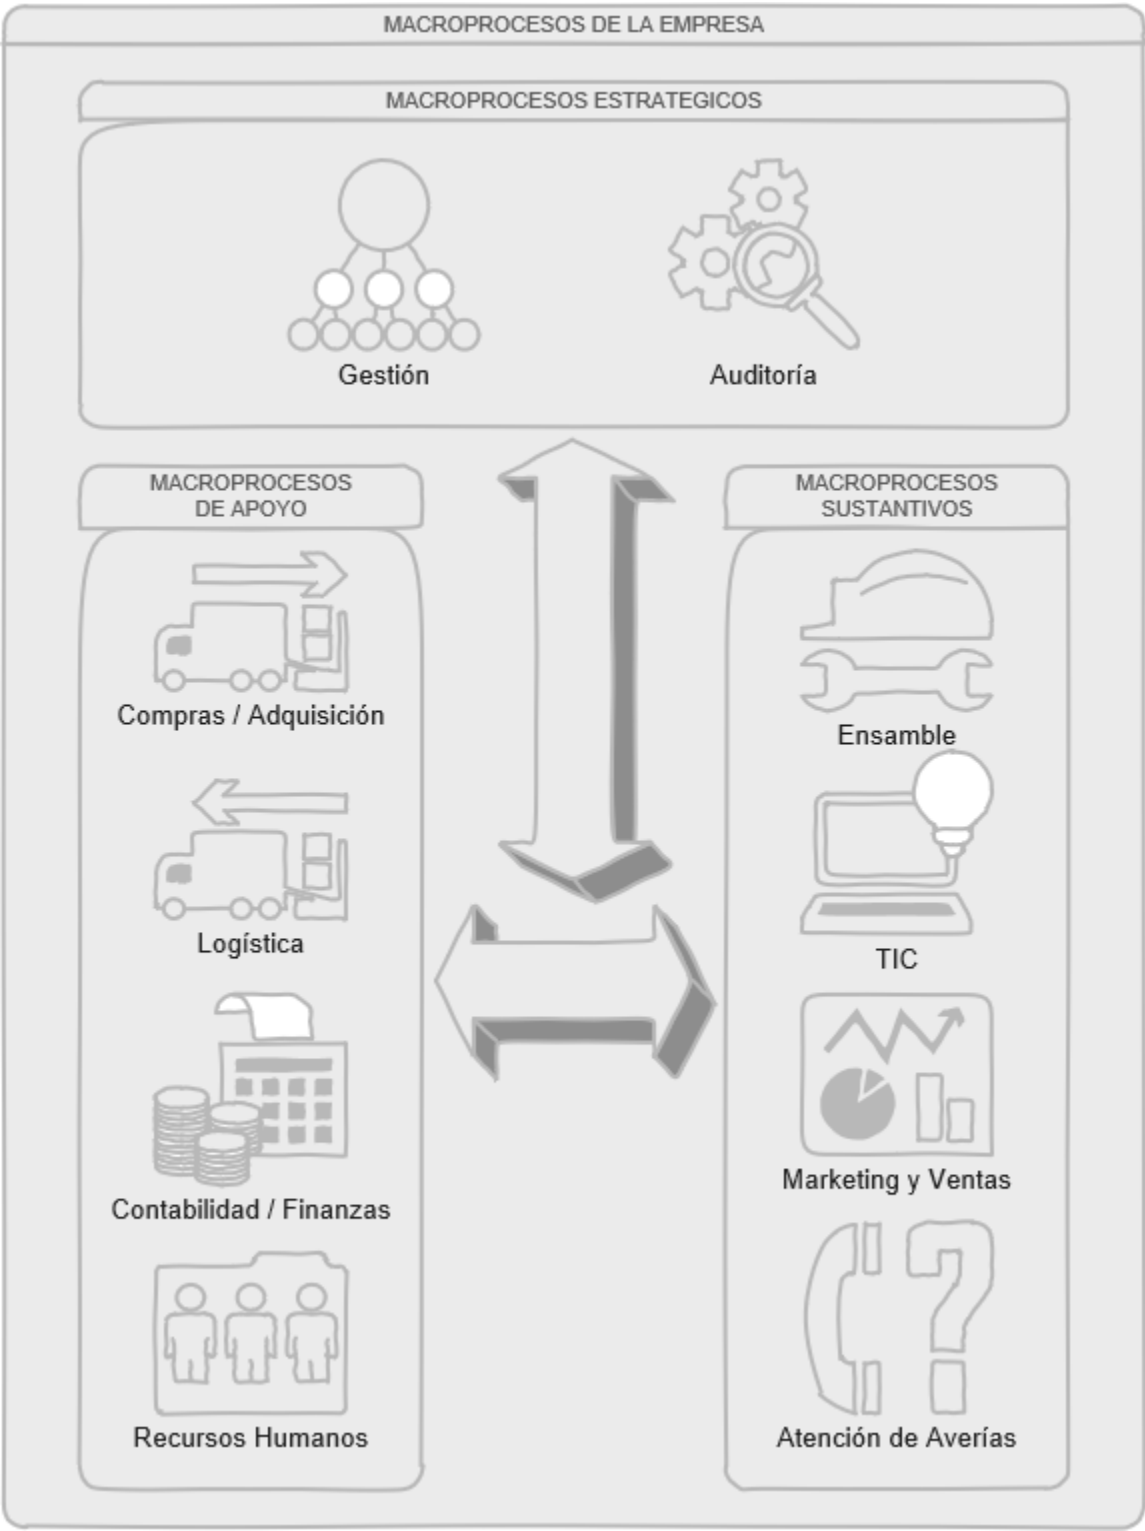 MACROPROCESOS DE LA EMPRESA
MACROPROCESOS ESTRATEGICOS
Gestión
Auditoría
MACROPROCESOS
DE APOYO
Compras / Adquisición
Logística
Contabilidad / Finanzas
Recursos Humanos
MACROPROCESOS
SUSTANTIVOS
Ensamble
TIC
Marketing y Ventas
Atención de Averías